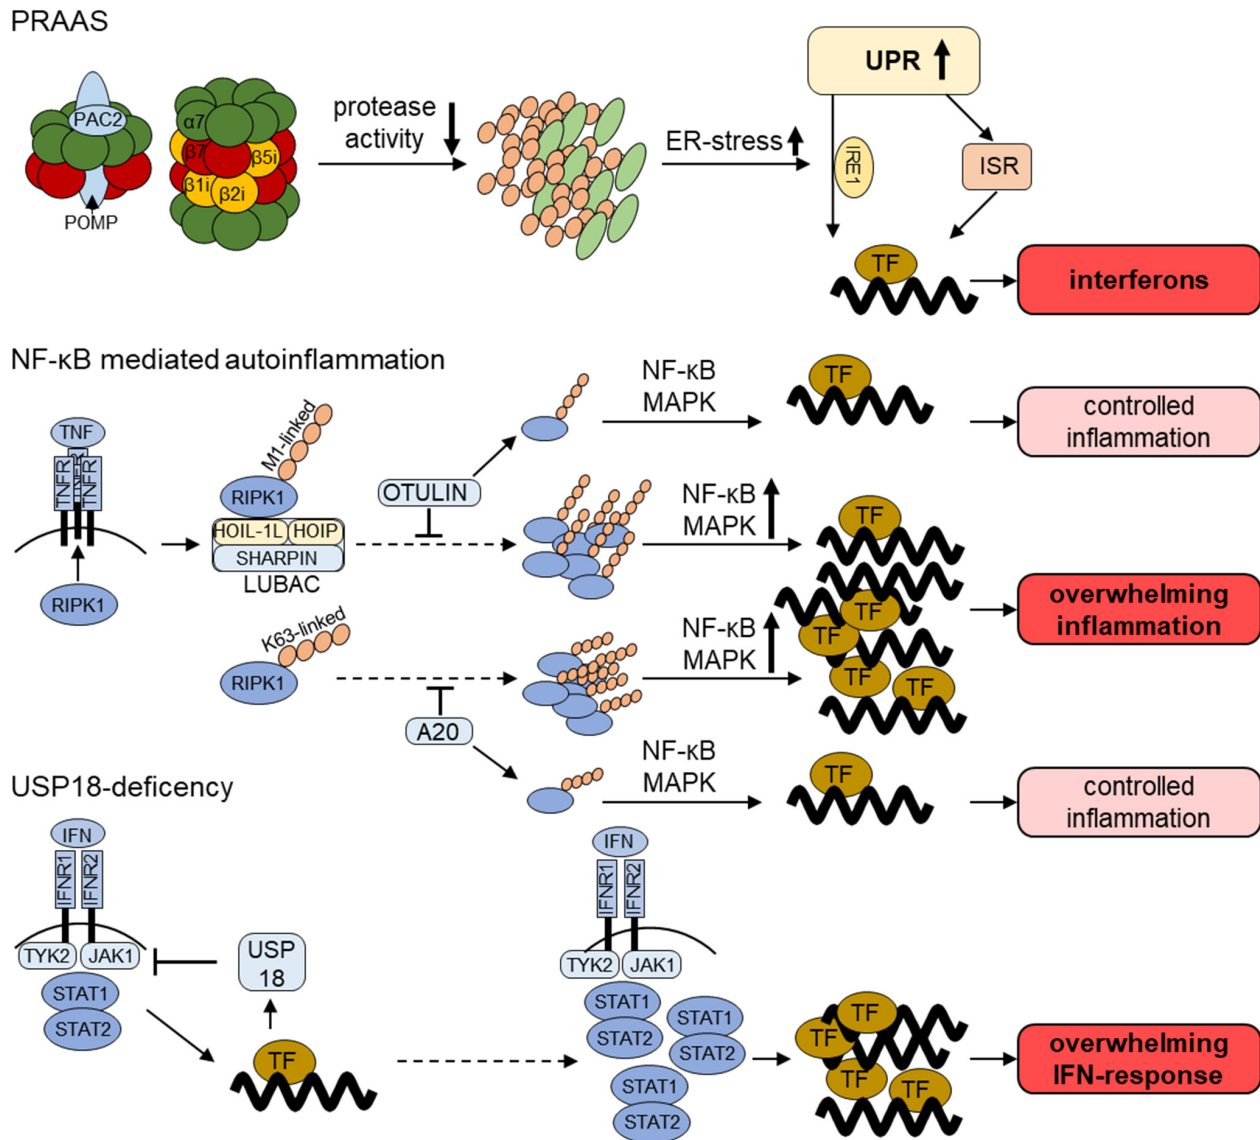 PRAAS
PAC2
POMP
α7
β7
β5i
β1i
β2i
protease
activity
ER-stress
UPR
IRE1
ISR
TF
interferons
NF-κB mediated autoinflammation
TNF
TNFR
TNFR
TNFR
RIPK1
M1-linked
RIPK1
HOIL-1L
HOIP
SHARPIN
LUBAC
K63-linked
RIPK1
OTULIN
A20
NF-κB
MAPK
TF
controlled
inflammation
NF-κB
MAPK
TF
NF-κB
MAPK
TF
TF
TF
TF
overwhelming
inflammation
NF-κB
MAPK
TF
controlled
inflammation
USP18-deficency
IFN
IFNR1
IFNR2
TYK2
JAK1
STAT1
STAT2
USP
18
TF
IFN
IFNR1
IFNR2
TYK2
JAK1
STAT1
STAT2
STAT1
STAT2
STAT1
STAT2
TF
TF
TF
TF
overwhelming
IFN-response